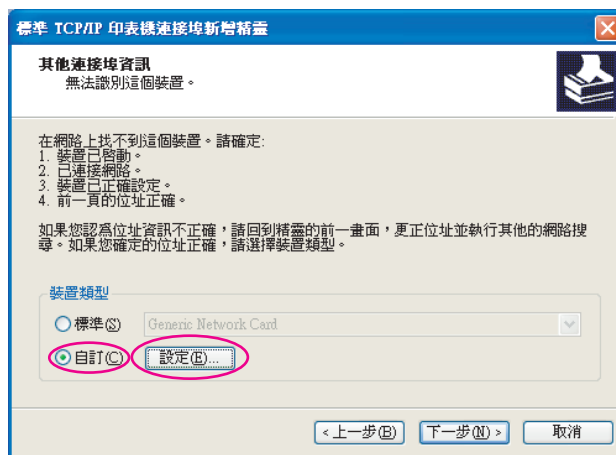 標準 TCP/IP 印表機連接埠新增精靈
其他連接埠資訊
無法識別這個裝置。
在網路上找不到這個裝置。請確定:
1. 裝置已啓動。
2. 已連接網路。
3. 裝置已正確設定。
4. 前一頁的位址正確。
如果您認爲位址資訊不正確，請回到精靈的前一畫面，更正位址並執行其他的網路搜
尋。如果您確定的位址正確，請選擇裝置類型。
裝置類型
標準(S) Generic Network Card
自訂(C) 設定(E)...
< 上一步(B) 下一步(N) > 取消